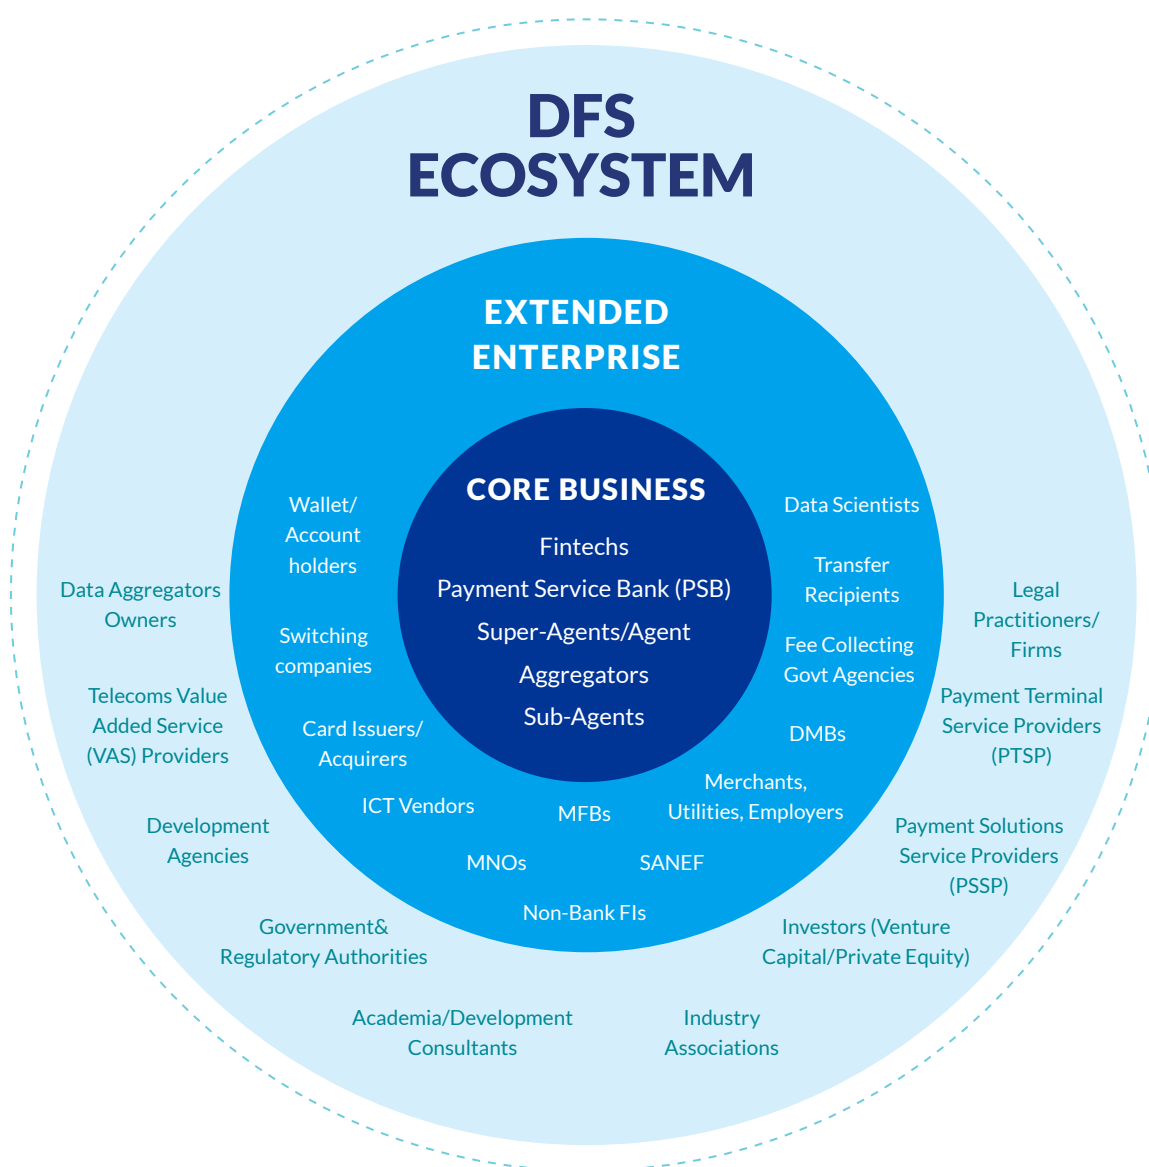 DFS
ECOSYSTEM
EXTENDED
ENTERPRISE
CORE BUSINESS
Fintechs
Payment Service Bank (PSB)
Super-Agents/Agent
Aggregators
Sub-Agents
Wallet/
Account
holders
Switching
companies
Card Issuers/
Acquirers
ICT Vendors
MNOs
MFBs
Non-Bank FIs
SANEF
Merchants,
Utilities, Employers
DMBs
Fee Collecting
Govt Agencies
Transfer
Recipients
Data Scientists
Data Aggregators
Owners
Telecoms Value
Added Service
(VAS) Providers
Development
Agencies
Government&
Regulatory Authorities
Academia/Development
Consultants
Industry
Associations
Investors (Venture
Capital/Private Equity)
Payment Solutions
Service Providers
(PSSP)
Payment Terminal
Service Providers
(PTSP)
Legal
Practitioners/
Firms